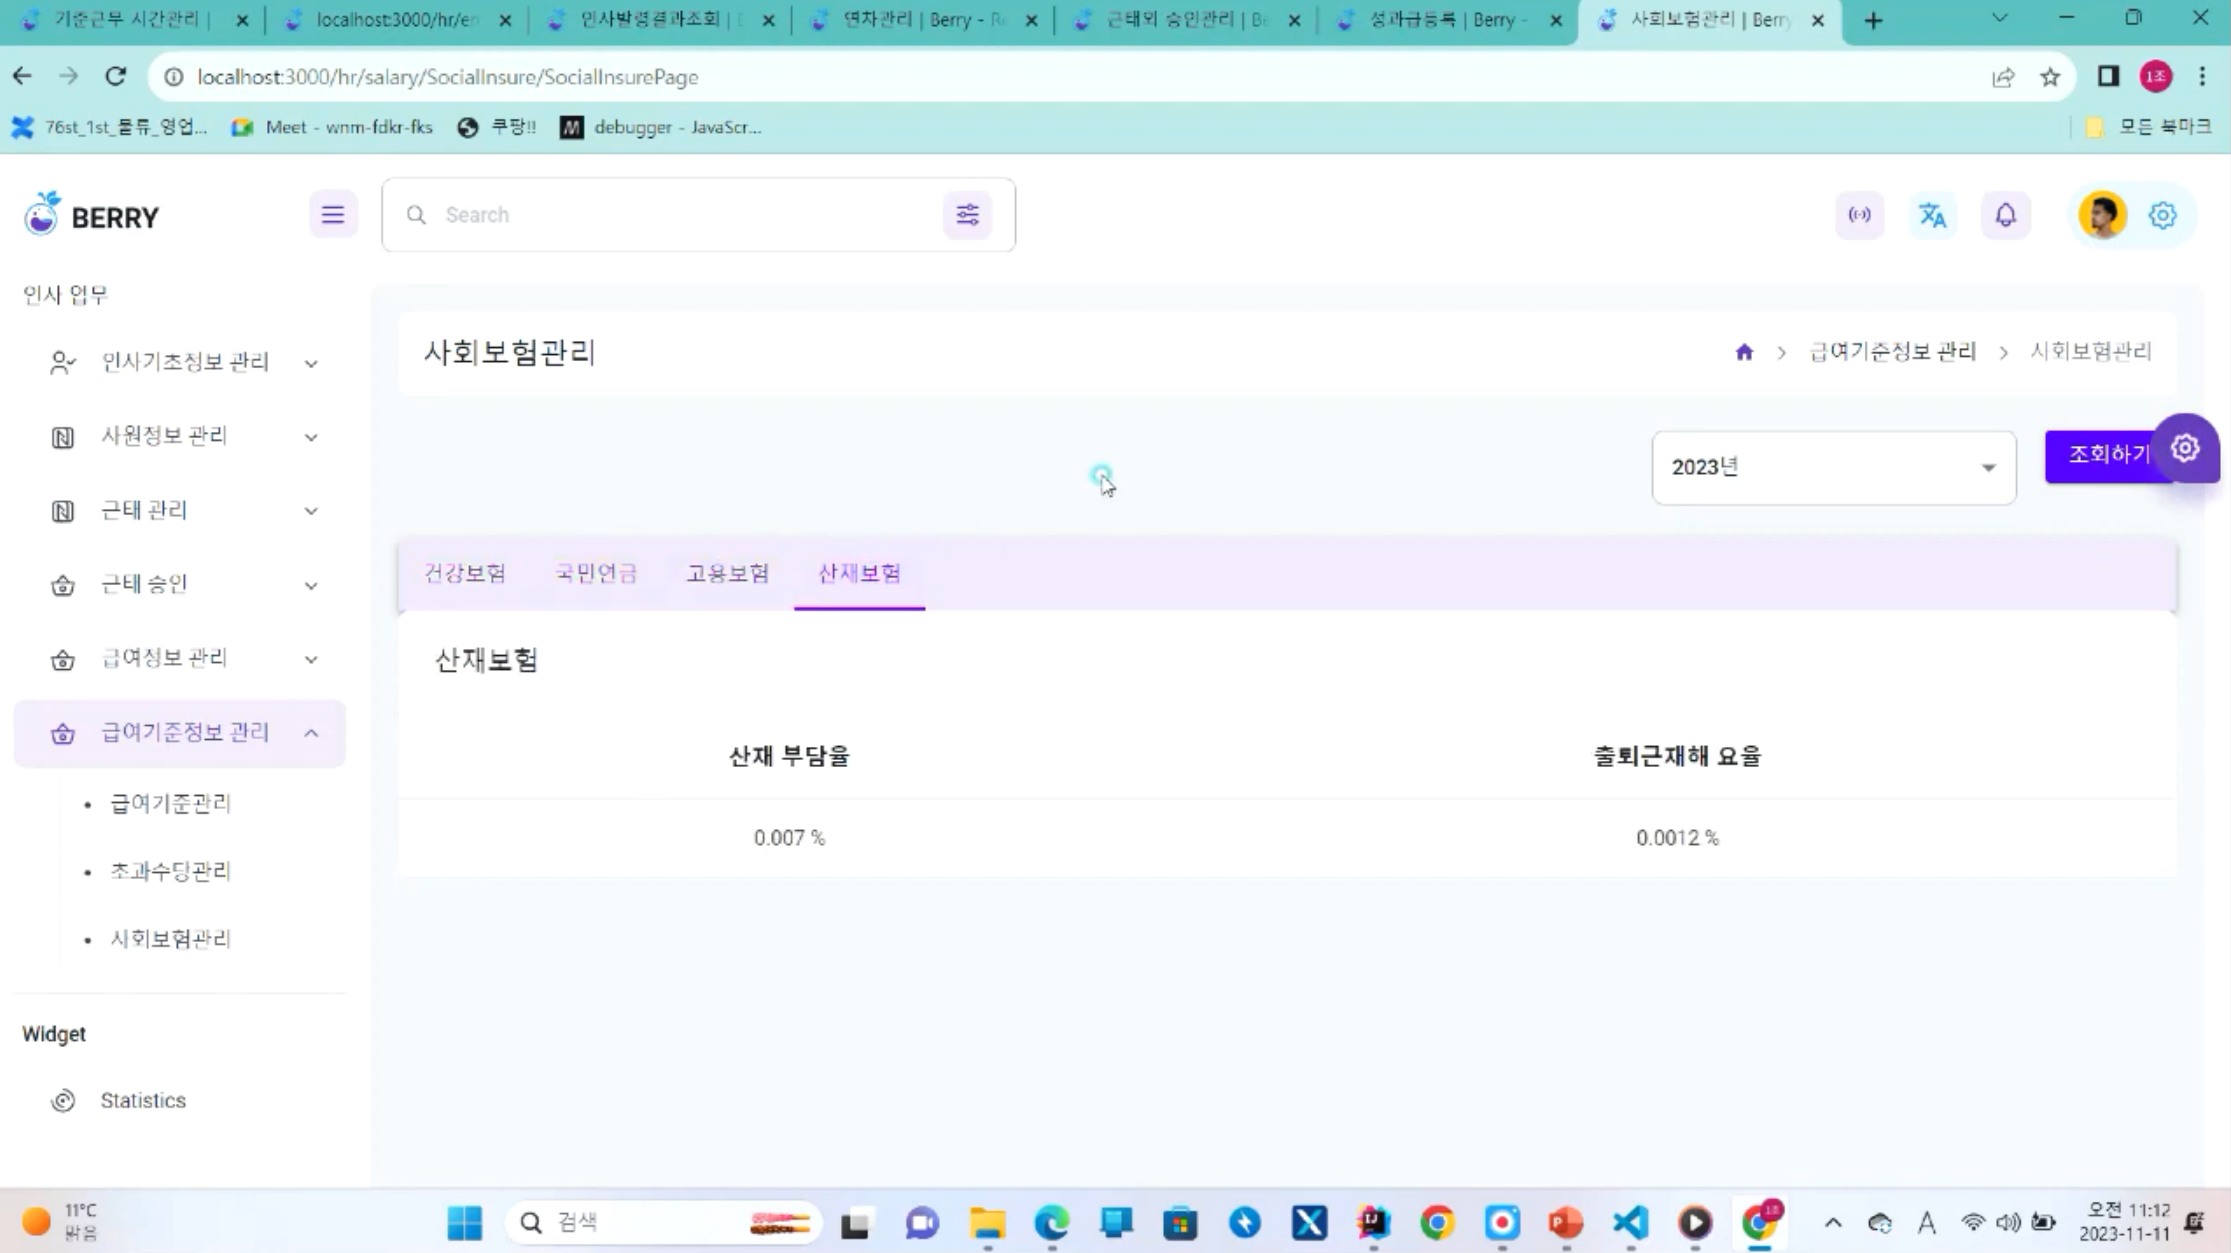 기준근무 시간관리 |
localhost:3000/hr/en
인사발령결과조회 |
연차관리 | Berry - Re
근태외 승인관리 | Be
성과급등록 | Berry -
사회보험관리 | Berry
localhost:3000/hr/salary/SocialInsure/SocialInsurePage
1조
76st_1st_물류_영업...
Meet - wnm-fdkr-fks
쿠팡!!
debugger - JavaScr...
모든 북마크
BERRY
Search
인사 업무
인사기초정보 관리
사원정보 관리
근태 관리
근태 승인
급여정보 관리
급여기준정보 관리
급여기준관리
초과수당관리
사회보험관리
Widget
Statistics
사회보험관리
급여기준정보 관리 > 사회보험관리
2023년
조회하기
건강보험 국민연금 고용보험 산재보험
산재보험
산재 부담율 출퇴근재해 요율
0.007 % 0.0012 %
11°C
맑음
검색
A
오전 11:12
2023-11-11